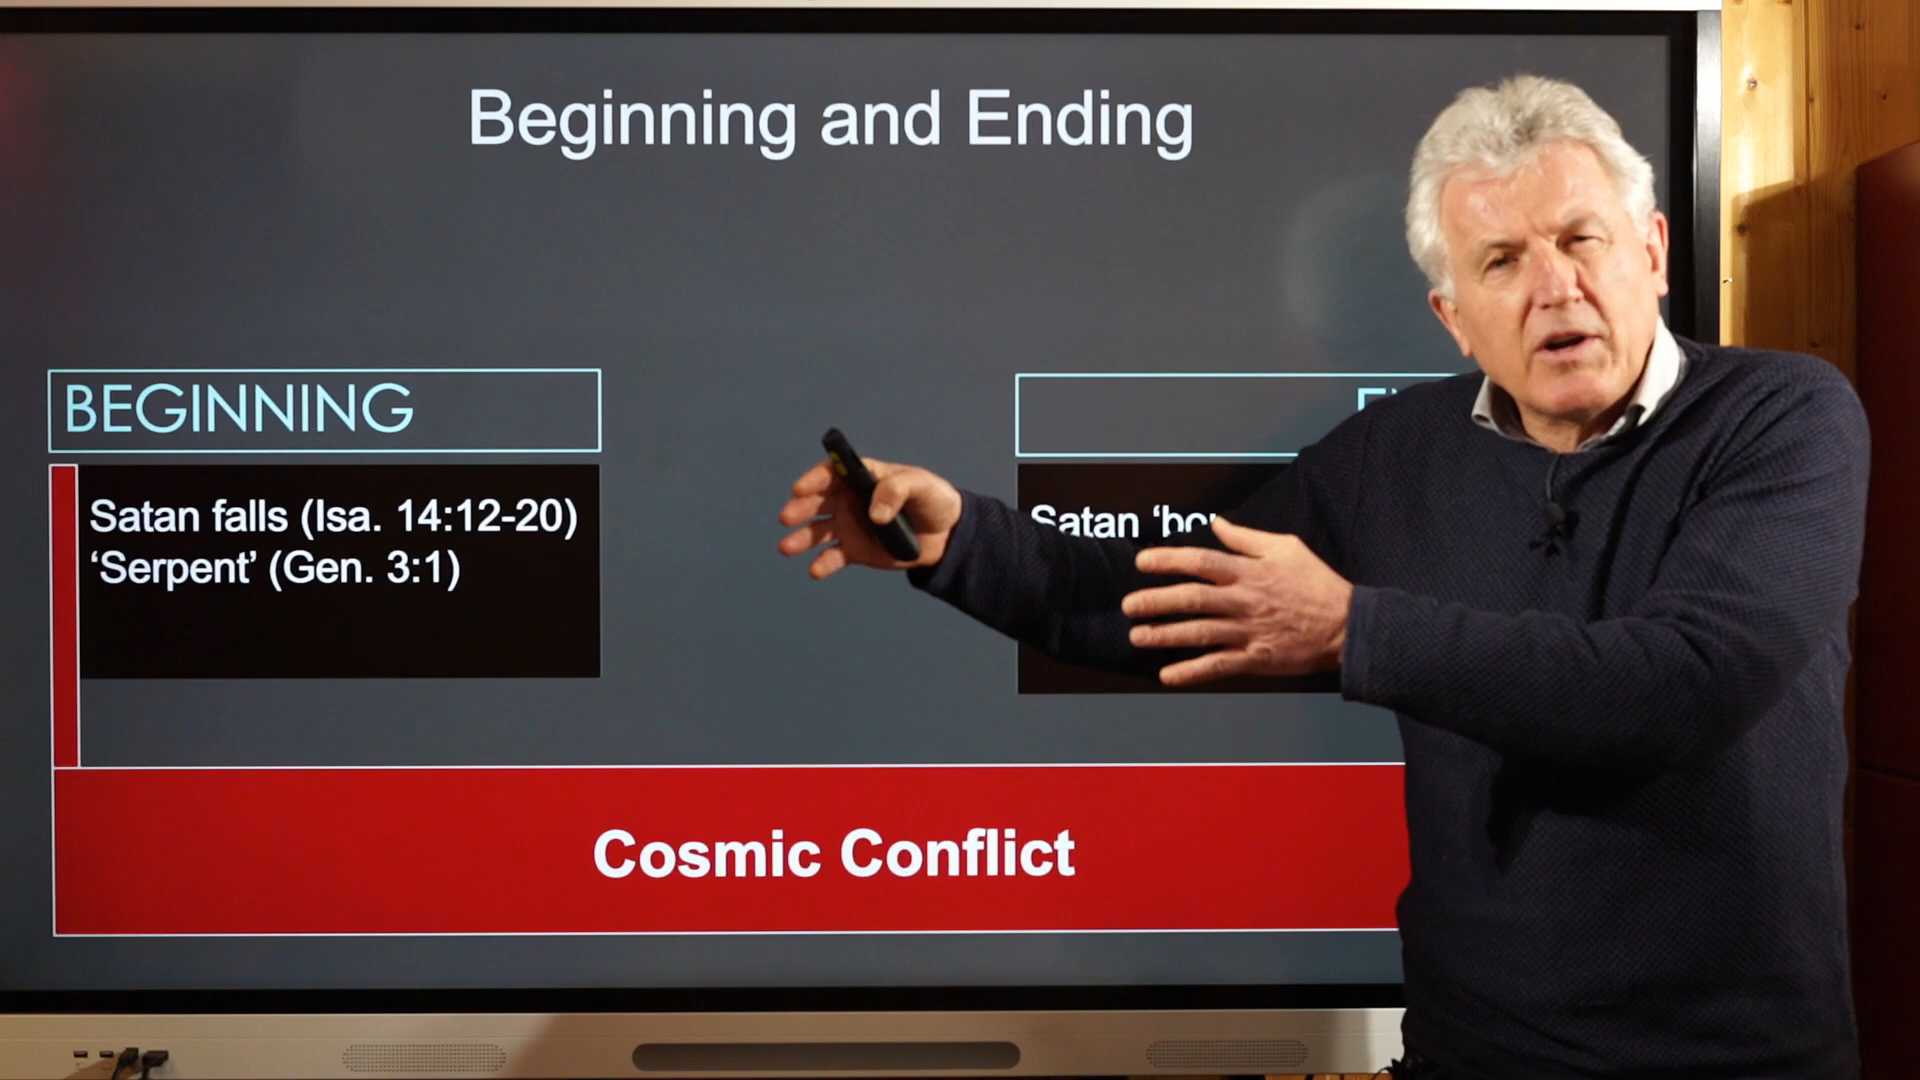 Beginning and Ending
BEGINNING
Satan falls (Isa. 14:12-20)
‘Serpent’ (Gen. 3:1)
Satan
Cosmic Conflict